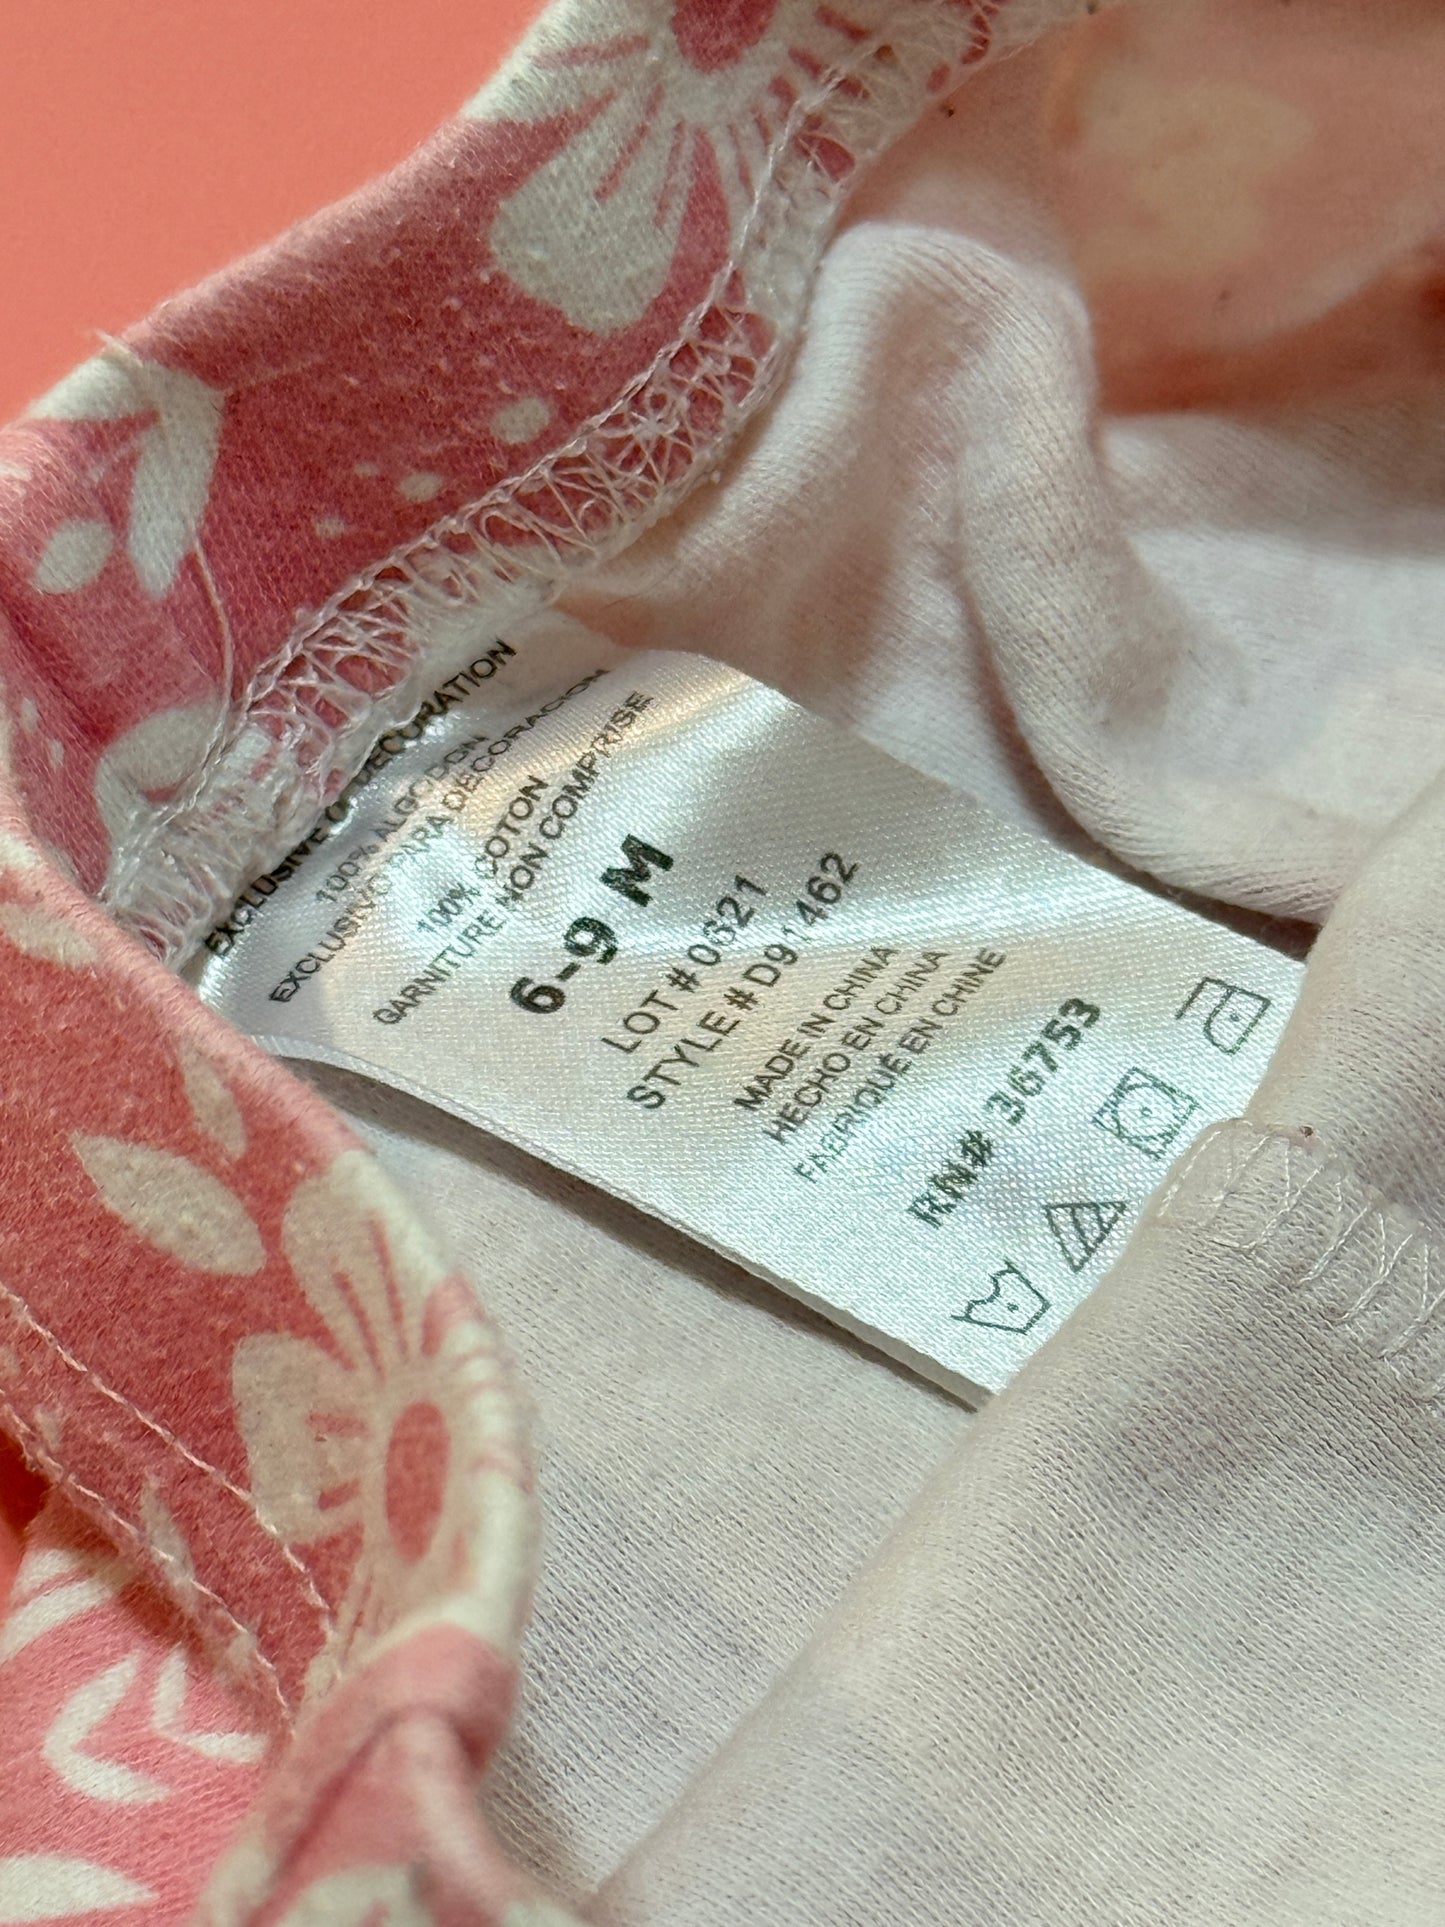 EXCLUSIVE OF DECORATION
100% ALGODON
EXCLUSIVO PARA DECORACION
100% COTON
GARNITURE NON COMPRISE
6-9 M
LOT # 0621
STYLE # D91462
MADE IN CHINA
HECHO EN CHINA
FABRIQUÉ EN CHINE
RN# 36753